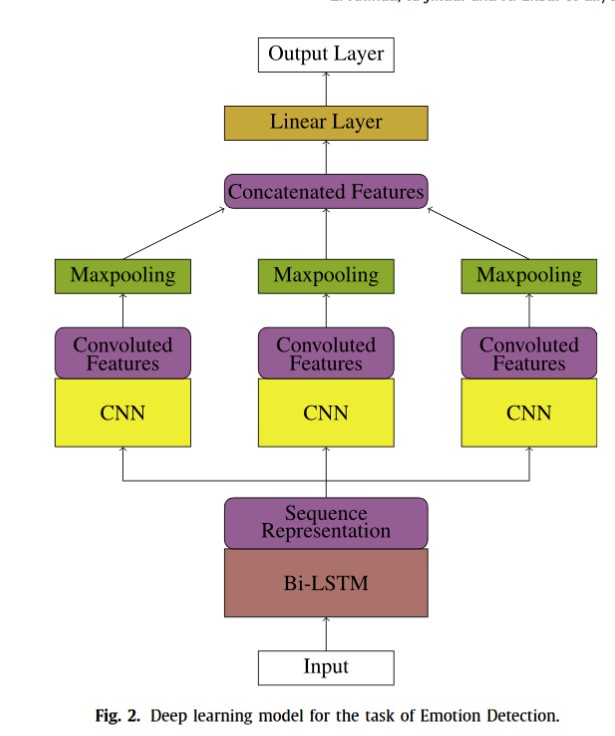 Output Layer
Linear Layer
Concatenated Features
Maxpooling
Maxpooling
Maxpooling
Convoluted
Features
Convoluted
Features
Convoluted
Features
CNN
CNN
CNN
Sequence
Representation
Bi-LSTM
Input
Fig. 2. Deep learning model for the task of Emotion Detection.